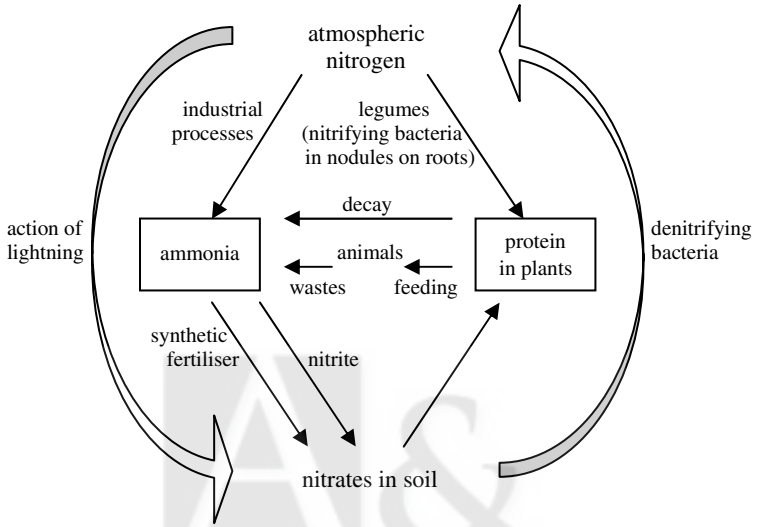 atmospheric
nitrogen
industrial
processes
legumes
(nitrifying bacteria
in nodules on roots)
action of
lightning
decay
ammonia
animals
wastes
feeding
protein
in plants
denitrifying
bacteria
synthetic
fertiliser
nitrite
nitrates in soil
A&